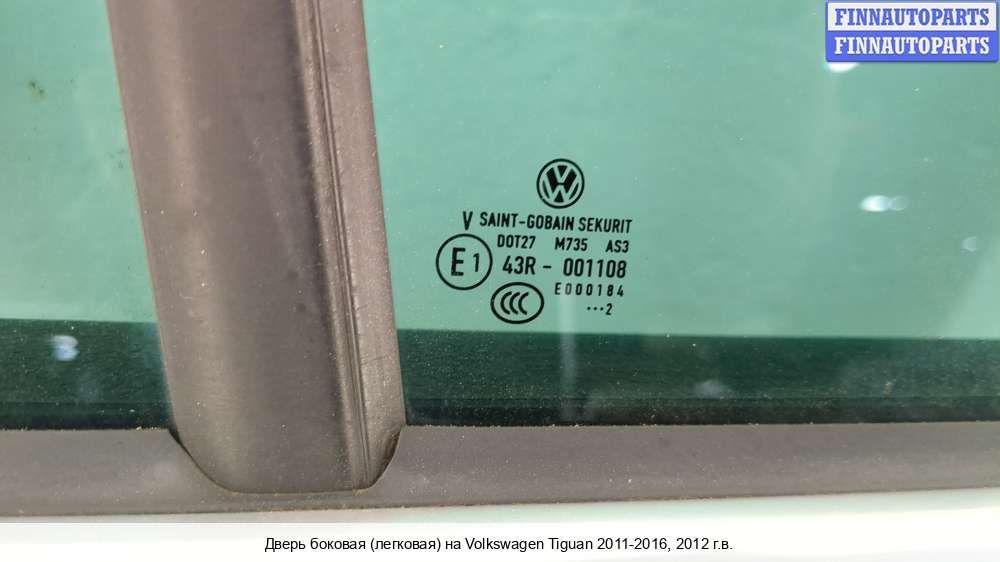 FINNAUTOPARTS
FINNAUTOPARTS
V SAINT-GOBAIN SEKURIT
DOT27 M735 AS3
E1 43R - 001108
E000184
CCC
···2
Дверь боковая (легковая) на Volkswagen Tiguan 2011-2016, 2012 г.в.